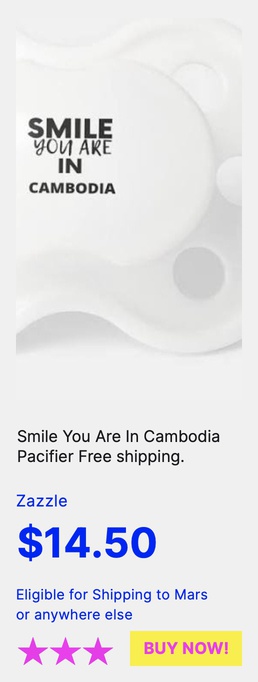 SMILE
YOU ARE
IN
CAMBODIA
Smile You Are In Cambodia
Pacifier Free shipping.
Zazzle
$14.50
Eligible for Shipping to Mars
or anywhere else
BUY NOW!